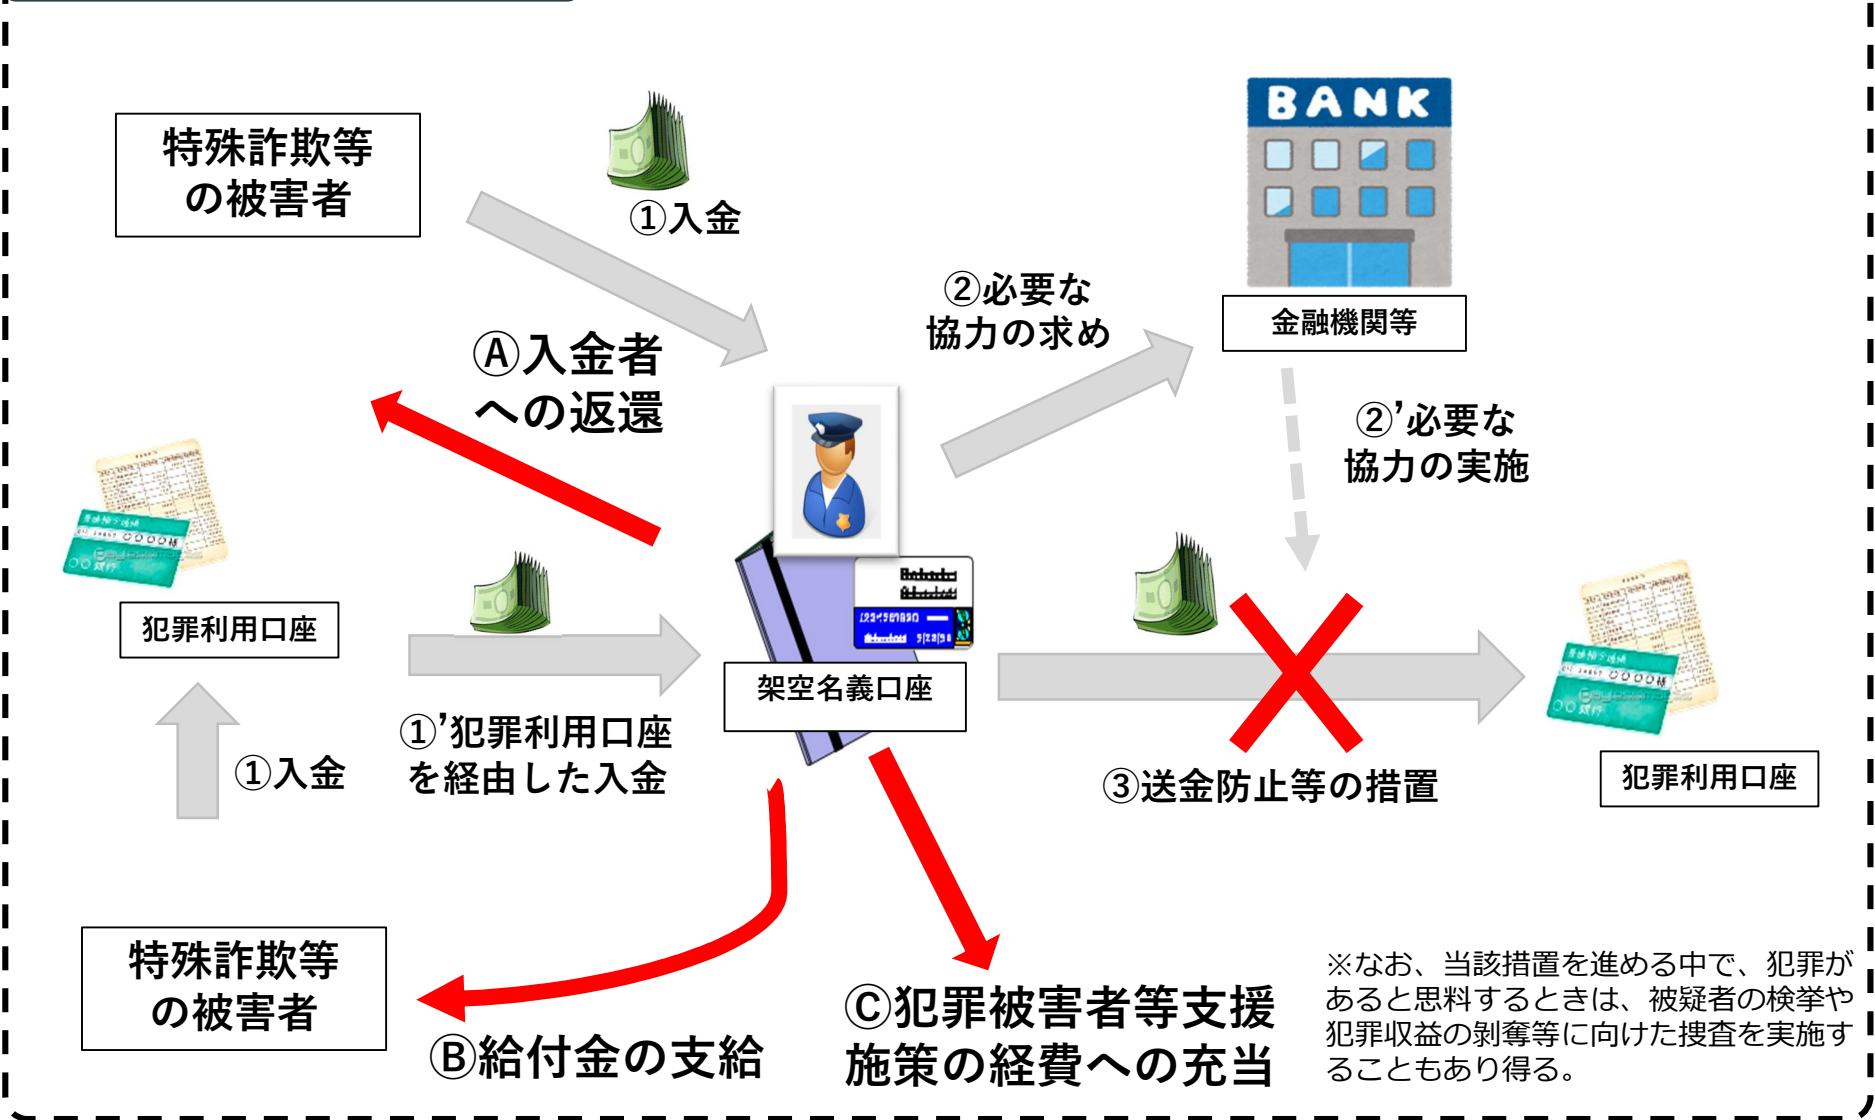 特殊詐欺等
の被害者
①入金
BANK
②必要な
協力の求め
金融機関等
Ⓐ入金者
への返還
②’必要な
協力の実施
犯罪利用口座
架空名義口座
①’犯罪利用口座
を経由した入金
①入金
③送金防止等の措置
犯罪利用口座
特殊詐欺等
の被害者
Ⓑ給付金の支給
Ⓒ犯罪被害者等支援
施策の経費への充当
※なお、当該措置を進める中で、犯罪が
あると思料するときは、被疑者の検挙や
犯罪収益の剝奪等に向けた捜査を実施す
ることもあり得る。